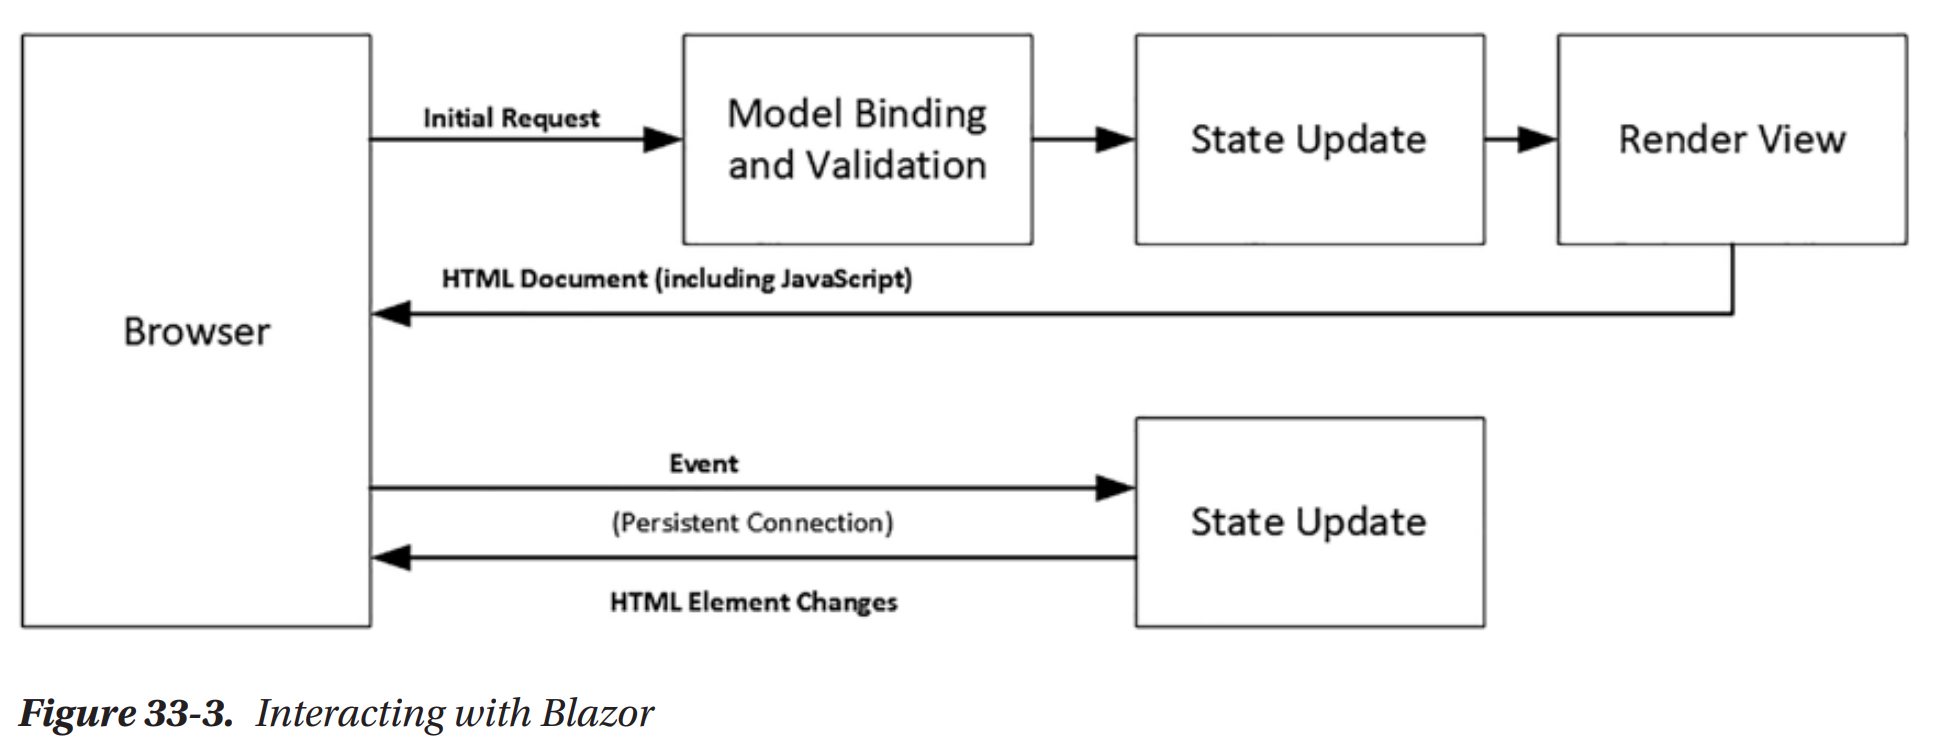 Browser
Initial Request
Model Binding
and Validation
State Update
Render View
HTML Document (including JavaScript)
Event
(Persistent Connection)
HTML Element Changes
State Update
Figure 33-3. Interacting with Blazor